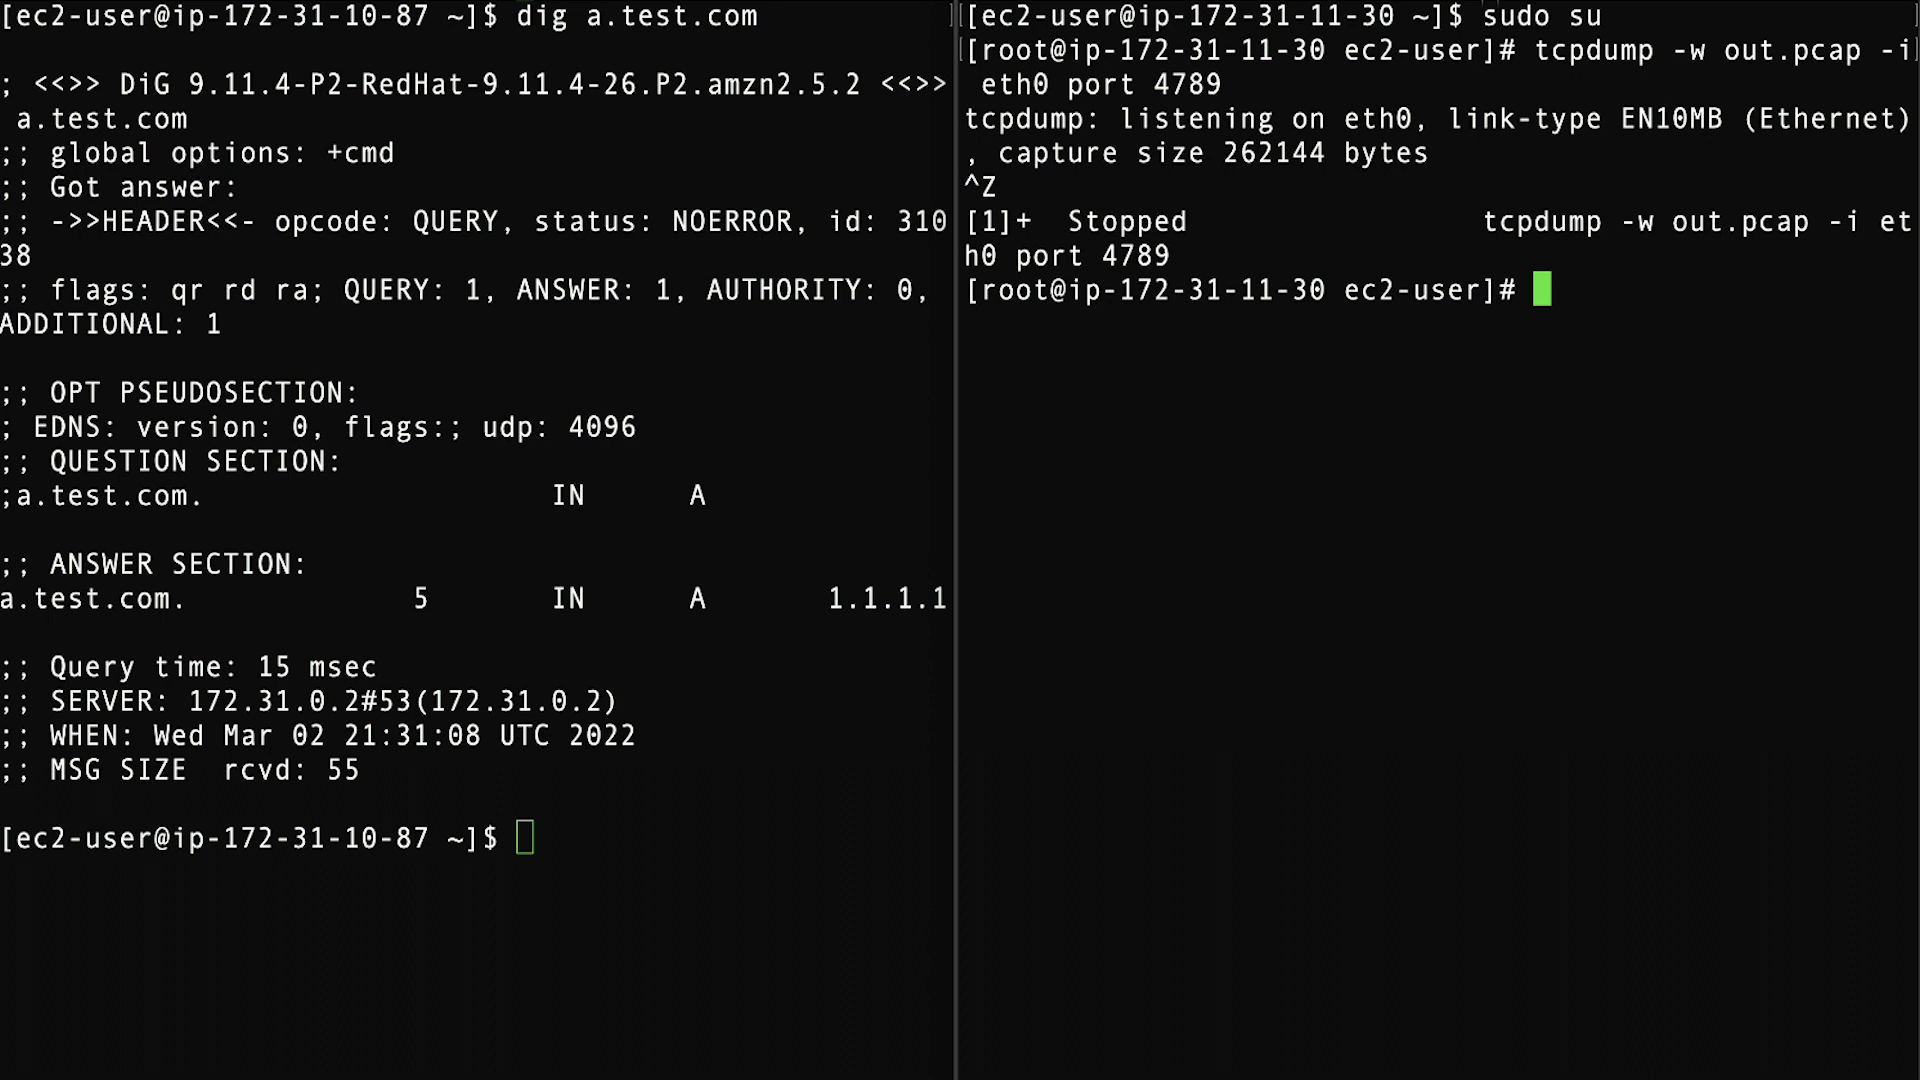 [ec2-user@ip-172-31-10-87 ~]$ dig a.test.com

; <<>> DiG 9.11.4-P2-RedHat-9.11.4-26.P2.amzn2.5.2 <<>>
 a.test.com
;; global options: +cmd
;; Got answer:
;; ->>HEADER<<- opcode: QUERY, status: NOERROR, id: 310
38
;; flags: qr rd ra; QUERY: 1, ANSWER: 1, AUTHORITY: 0,
ADDITIONAL: 1

;; OPT PSEUDOSECTION:
; EDNS: version: 0, flags:; udp: 4096
;; QUESTION SECTION:
;a.test.com. IN A

;; ANSWER SECTION:
a.test.com. 5 IN A 1.1.1.1

;; Query time: 15 msec
;; SERVER: 172.31.0.2#53(172.31.0.2)
;; WHEN: Wed Mar 02 21:31:08 UTC 2022
;; MSG SIZE  rcvd: 55

[ec2-user@ip-172-31-10-87 ~]$
[ec2-user@ip-172-31-11-30 ~]$ sudo su
[root@ip-172-31-11-30 ec2-user]# tcpdump -w out.pcap -i
 eth0 port 4789
tcpdump: listening on eth0, link-type EN10MB (Ethernet)
, capture size 262144 bytes
^Z
[1]+  Stopped tcpdump -w out.pcap -i et
h0 port 4789
[root@ip-172-31-11-30 ec2-user]#